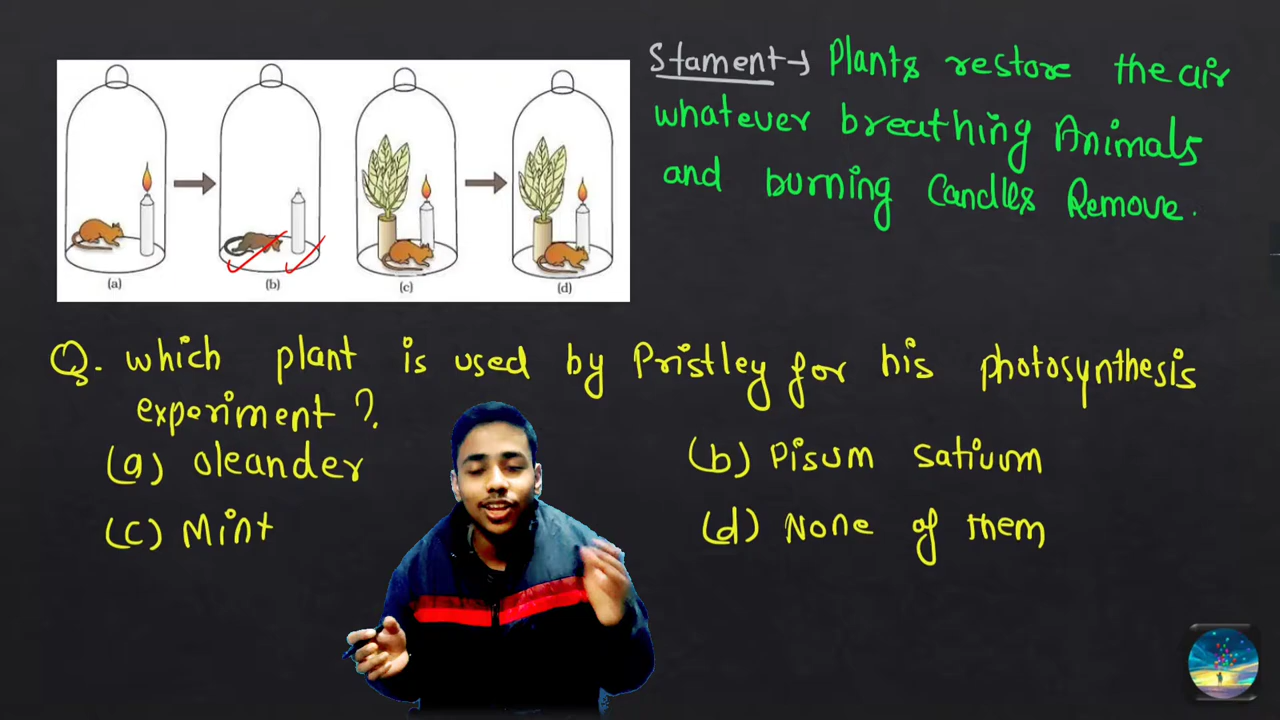 Stament → Plants restore the air
whatever breathing Animals
and burning Candles Remove.
(a)
(b)
(c)
(d)
Q. which plant is used by Pristley for his photosynthesis
experiment ?
(a) oleander
(b) Pisum sativum
(c) Mint
(d) None of them